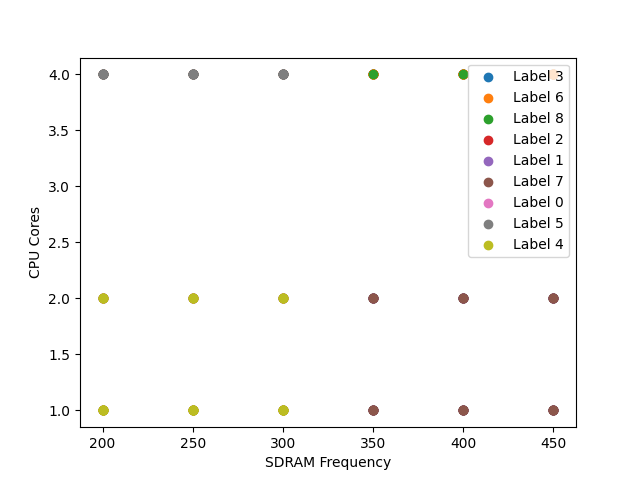 4.0
3.5
3.0
2.5
2.0
1.5
1.0
CPU Cores
200
250
300
350
400
450
SDRAM Frequency
Label 3
Label 6
Label 8
Label 2
Label 1
Label 7
Label 0
Label 5
Label 4